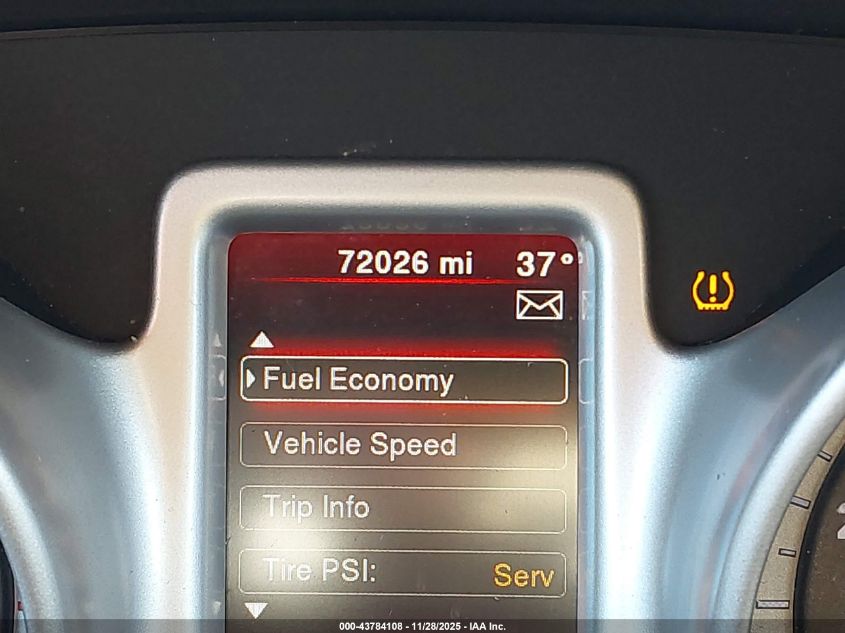 72026 mi 37°
Fuel Economy
Vehicle Speed
Trip Info
Tire PSI: Serv
000-43784108 - 11/28/2025 - IAA Inc.